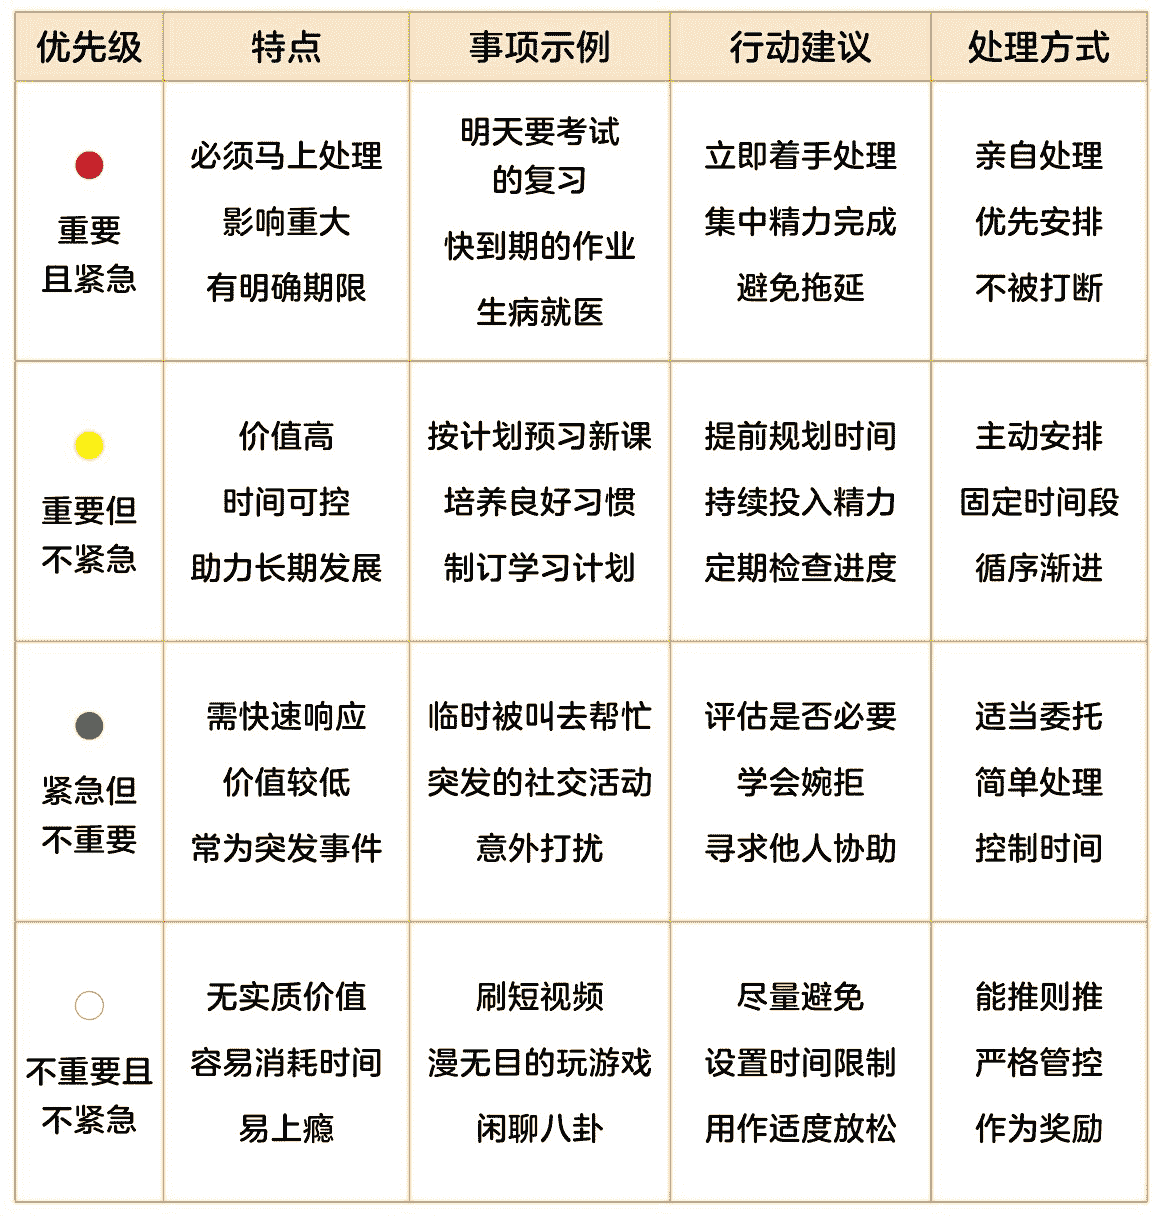 优先级
特点
事项示例
行动建议
处理方式
重要
且紧急
必须马上处理
影响重大
有明确期限
明天要考试
的复习
快到期的作业
生病就医
立即着手处理
集中精力完成
避免拖延
亲自处理
优先安排
不被打断
重要但
不紧急
价值高
时间可控
助力长期发展
按计划预习新课
培养良好习惯
制订学习计划
提前规划时间
持续投入精力
定期检查进度
主动安排
固定时间段
循序渐进
紧急但
不重要
需快速响应
价值较低
常为突发事件
临时被叫去帮忙
突发的社交活动
意外打扰
评估是否必要
学会婉拒
寻求他人协助
适当委托
简单处理
控制时间
不重要且
不紧急
无实质价值
容易消耗时间
易上瘾
刷短视频
漫无目的玩游戏
闲聊八卦
尽量避免
设置时间限制
用作适度放松
能推则推
严格管控
作为奖励